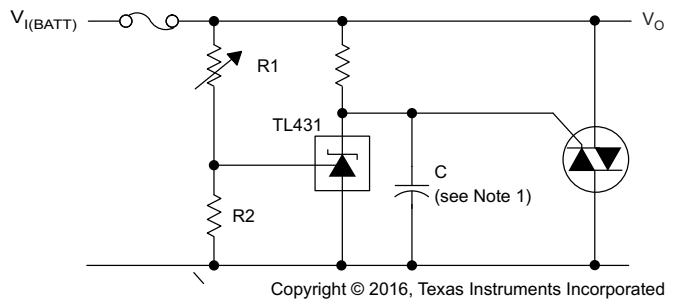 VI(BATT)
VO
R1
TL431
C
(see Note 1)
R2
Copyright © 2016, Texas Instruments Incorporated